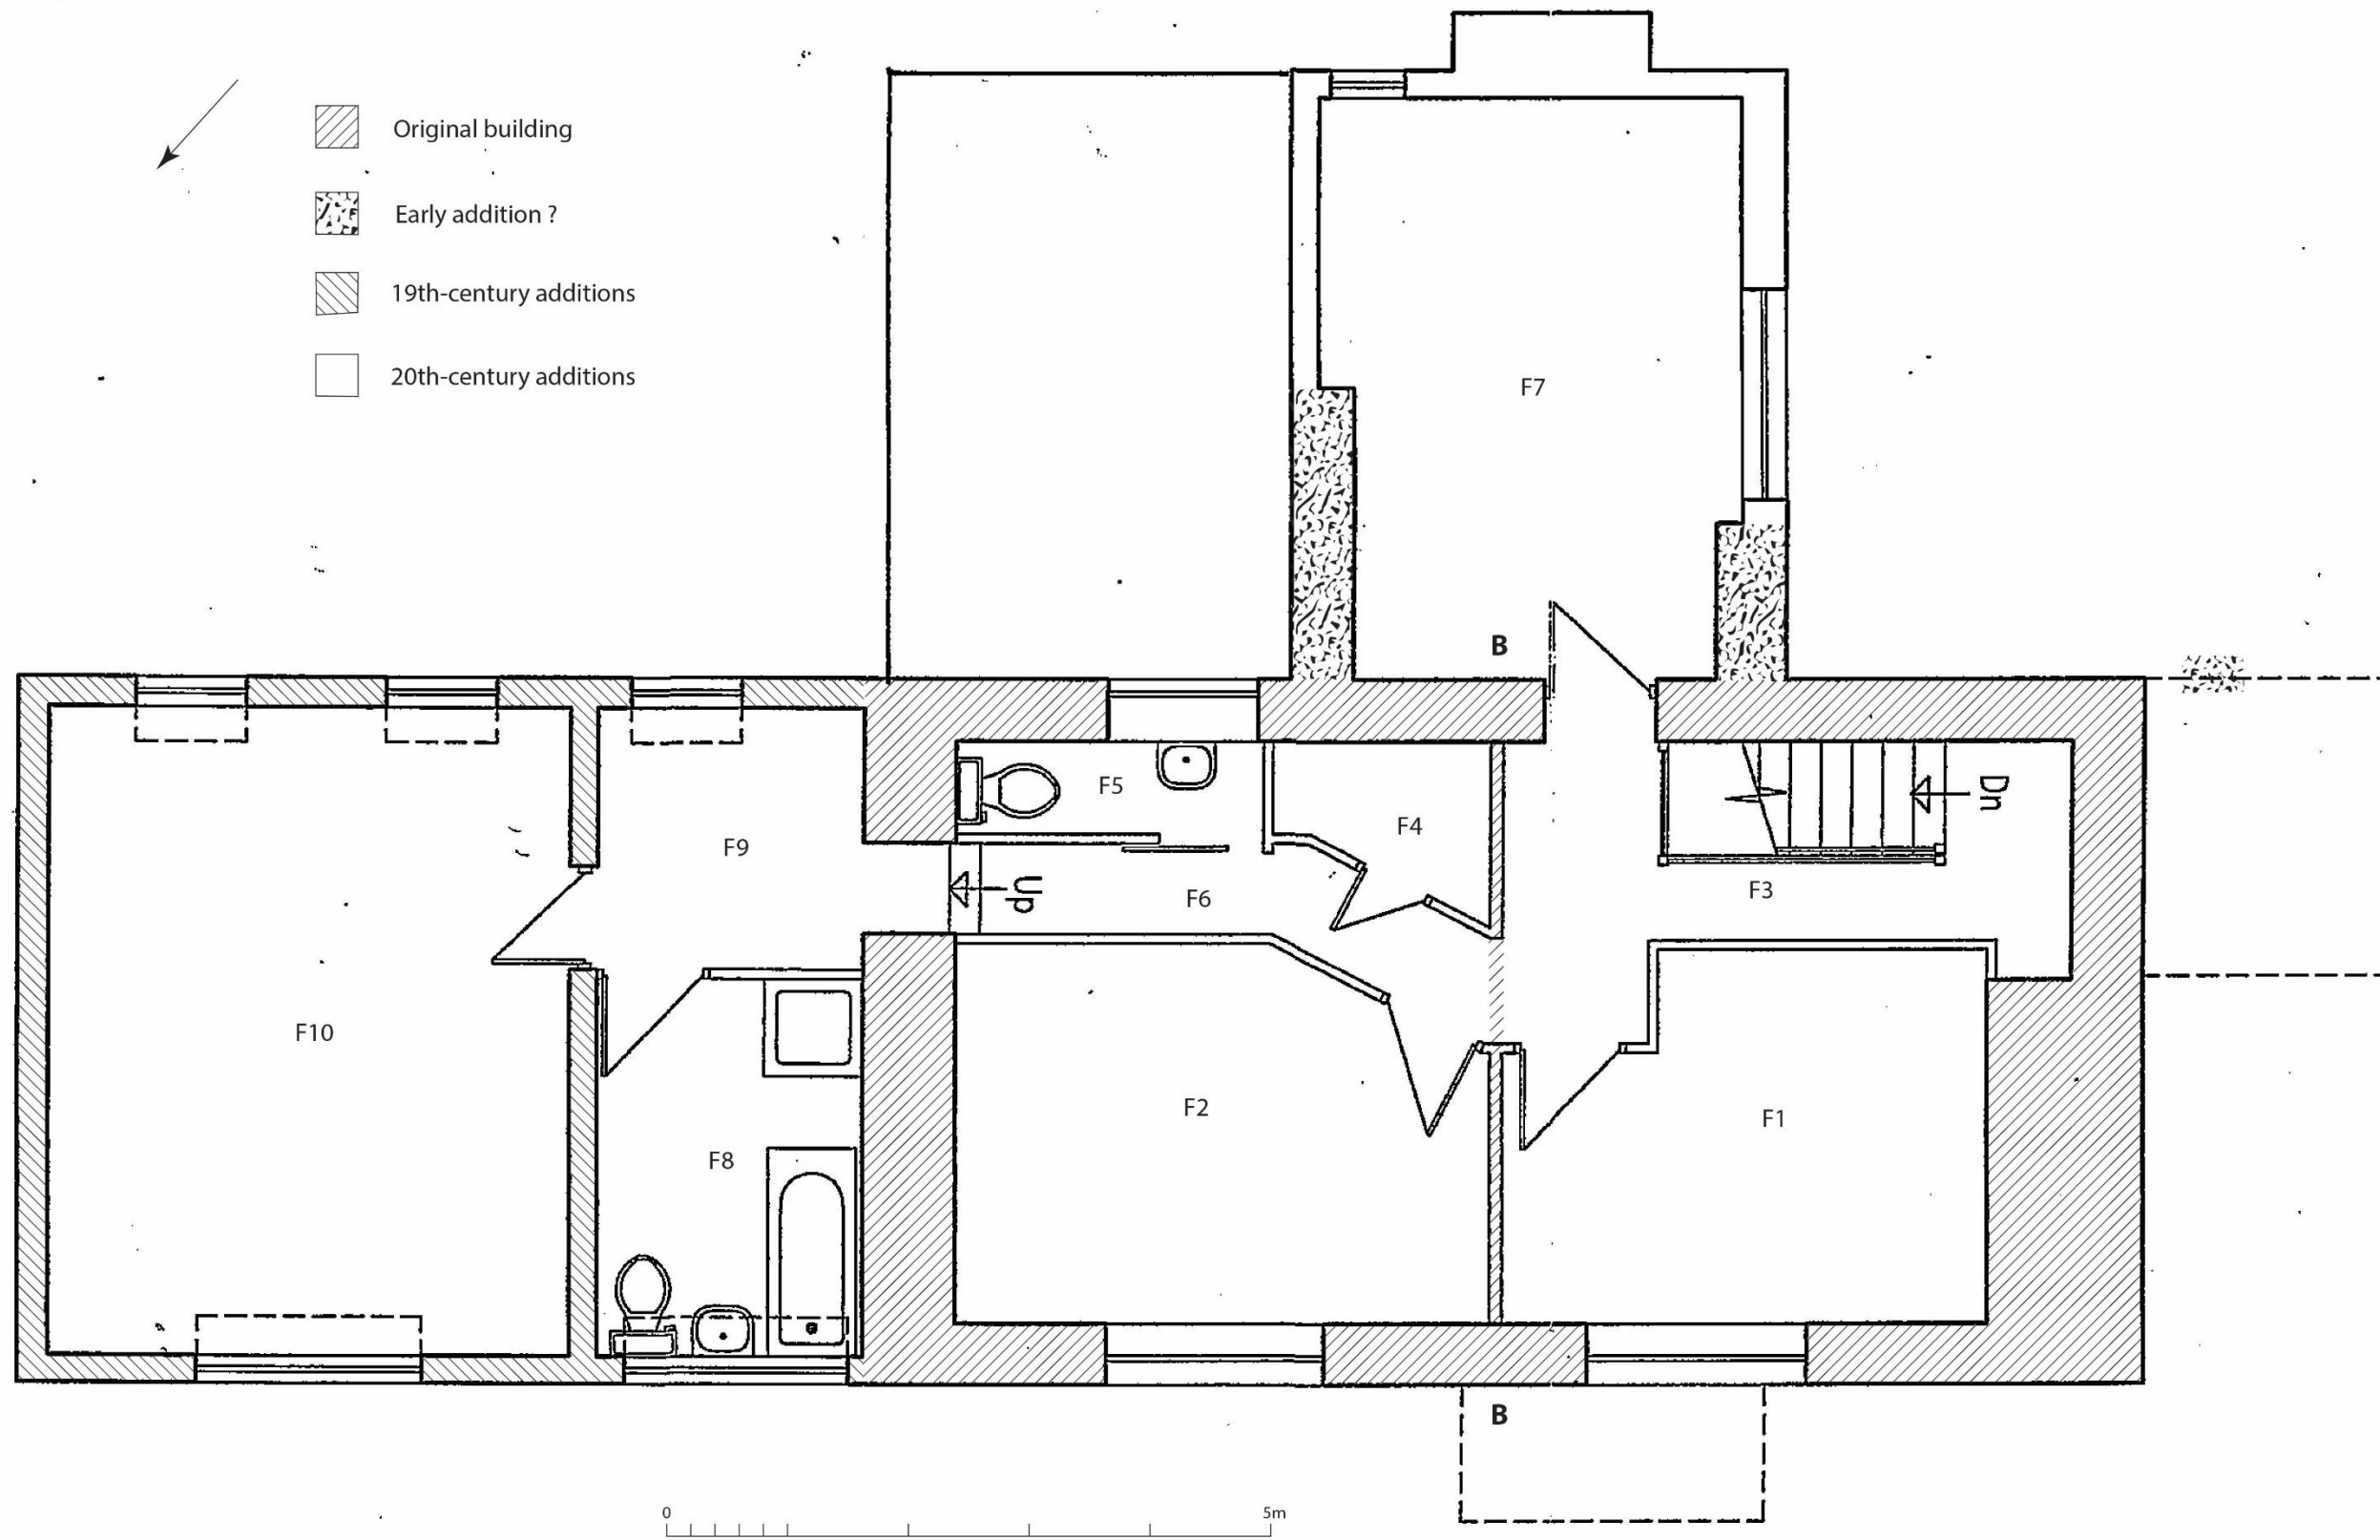 Original building
Early addition ?
19th-century additions
20th-century additions
F7
B
F5
F4
Dn
F9
F6
Up
F3
F10
F2
F1
F8
B
0
5m